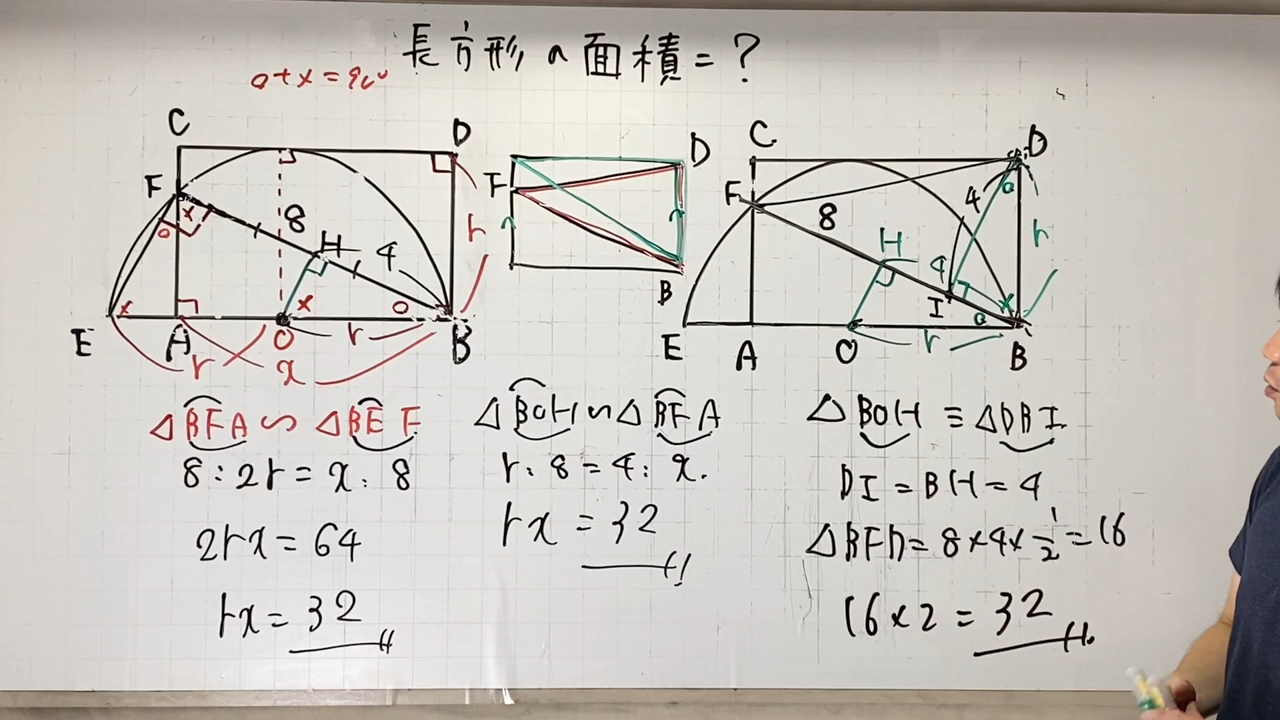 長方形の面積=?
○+×=90°
C
D
F
×
○
8
H
4
r
×
×
○
E
A
O
r
B
r
x
F
D
B
C
D
F
8
4
○
r
H
4
×
I
○
E
A
O
r
B
△BFA∽△BEF
8:2r=x:8
2rx=64
rx=32
△BOH∽△BFA
r:8=4:x.
rx=32
△BOH≡△DBI
DI=BH=4
△BFD=8×4×1/2=16
16×2=32